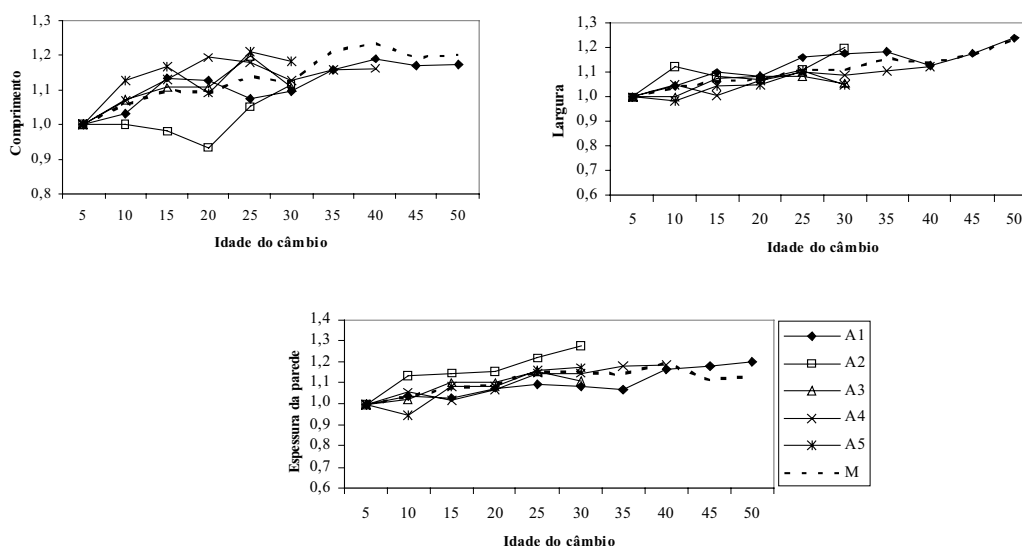 1,3
1,2
1,1
1,0
0,9
0,8
Comprimento
5 10 15 20 25 30 35 40 45 50
Idade do câmbio
1,3
1,2
1,1
1,0
0,9
0,8
0,7
0,6
Largura
5 10 15 20 25 30 35 40 45 50
Idade do câmbio
1,4
1,3
1,2
1,1
1,0
0,9
0,8
0,7
0,6
Espessura da parede
5 10 15 20 25 30 35 40 45 50
Idade do câmbio
A1
A2
A3
A4
A5
M